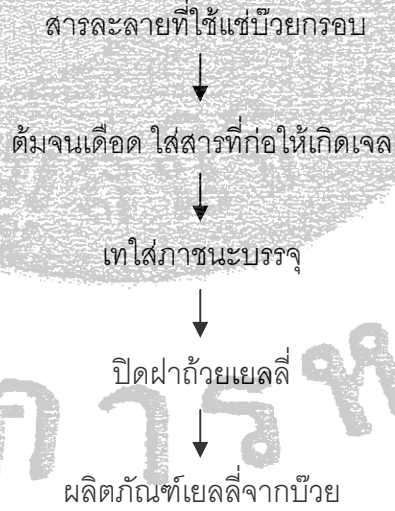 สารละลายที่ใช้แช่บ๊วยกรอบ
ต้มจนเดือด ใส่สารที่ก่อให้เกิดเจล
เทใส่ภาชนะบรรจุ
ปิดฝาถ้วยเยลลี่
ผลิตภัณฑ์เยลลี่จากบ๊วย